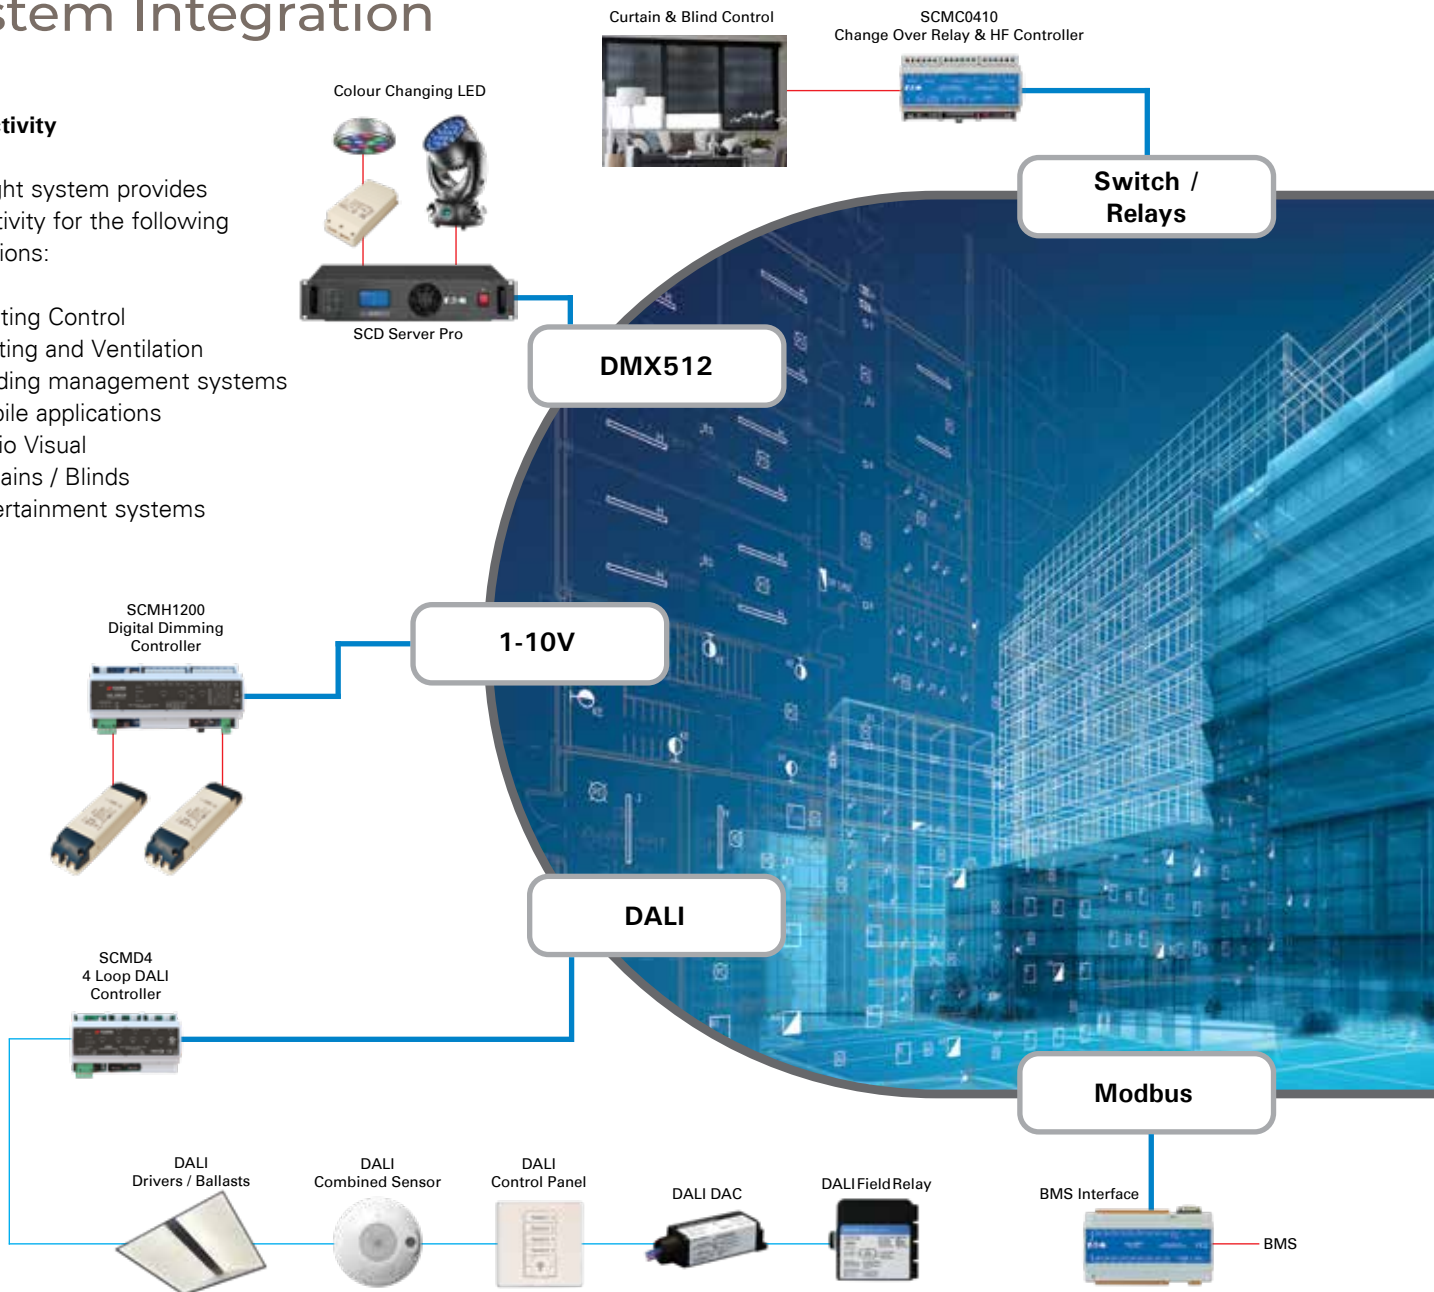 stem Integration
tivity
ght system provides
tivity for the following
tions:
ting Control
ting and Ventilation
ding management systems
bile applications
io Visual
ains / Blinds
ertainment systems
Curtain & Blind Control
SCMC0410
Change Over Relay & HF Controller
Colour Changing LED
Switch /
Relays
SCD Server Pro
DMX512
SCMH1200
Digital Dimming
Controller
1-10V
DALI
SCMD4
4 Loop DALI
Controller
Modbus
DALI
Drivers / Ballasts
DALI
Combined Sensor
DALI
Control Panel
DALI DAC
DALI Field Relay
BMS Interface
BMS